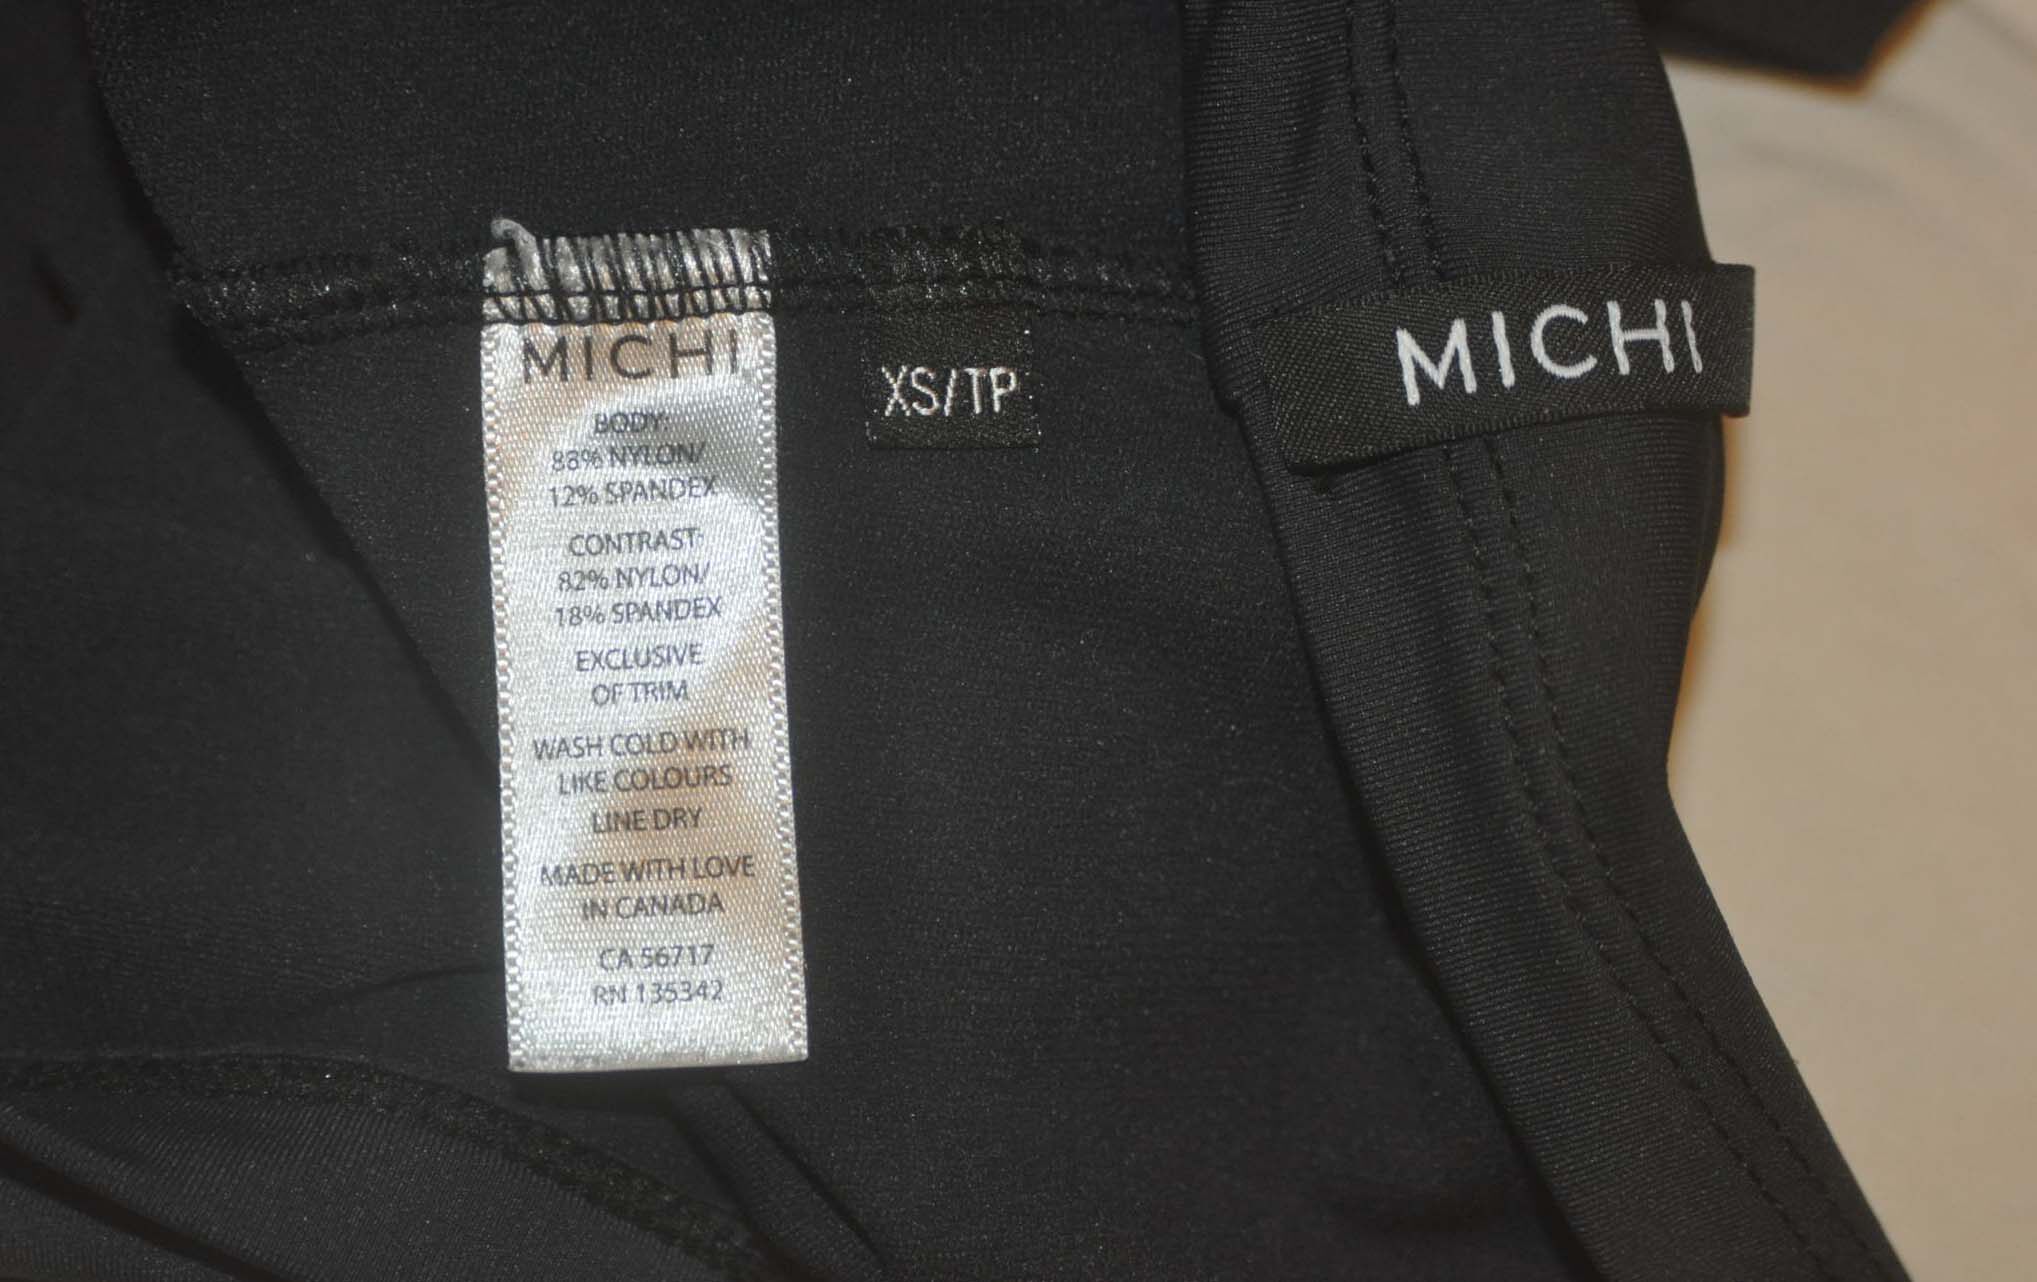 MICHI
BODY:
88% NYLON/
12% SPANDEX
CONTRAST:
82% NYLON/
18% SPANDEX
EXCLUSIVE
OF TRIM
WASH COLD WITH
LIKE COLOURS
LINE DRY
MADE WITH LOVE
IN CANADA
CA 56717
RN 135342
XS/TP
MICHI